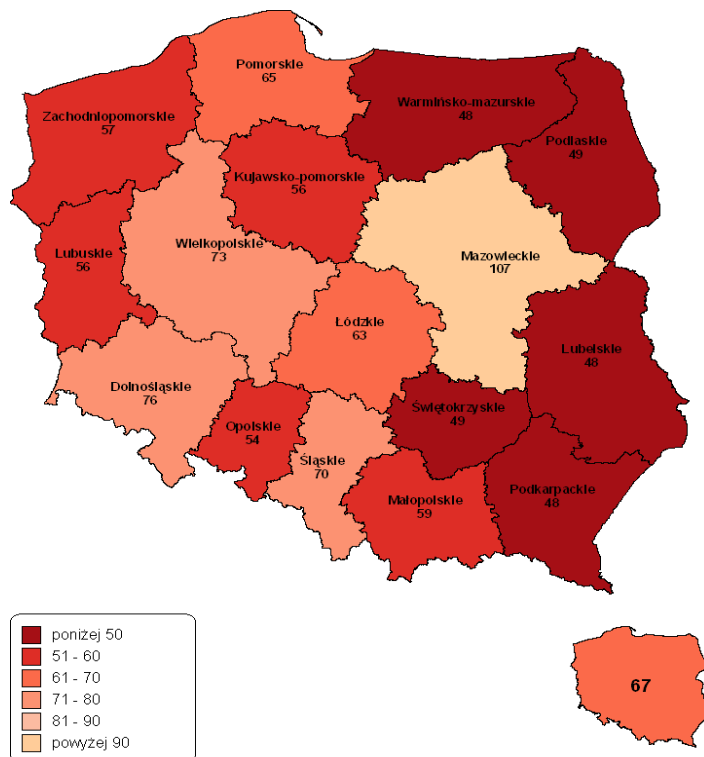 Pomorskie
65
Warmińsko-mazurskie
48
Zachodniopomorskie
57
Podlaskie
49
Kujawsko-pomorskie
56
Wielkopolskie
73
Lubuskie
56
Mazowieckie
107
Łódzkie
63
Lubelskie
48
Dolnośląskie
76
Świętokrzyskie
49
Opolskie
54
Śląskie
70
Podkarpackie
48
Małopolskie
59
poniżej 50
51 - 60
61 - 70
71 - 80
81 - 90
powyżej 90
67